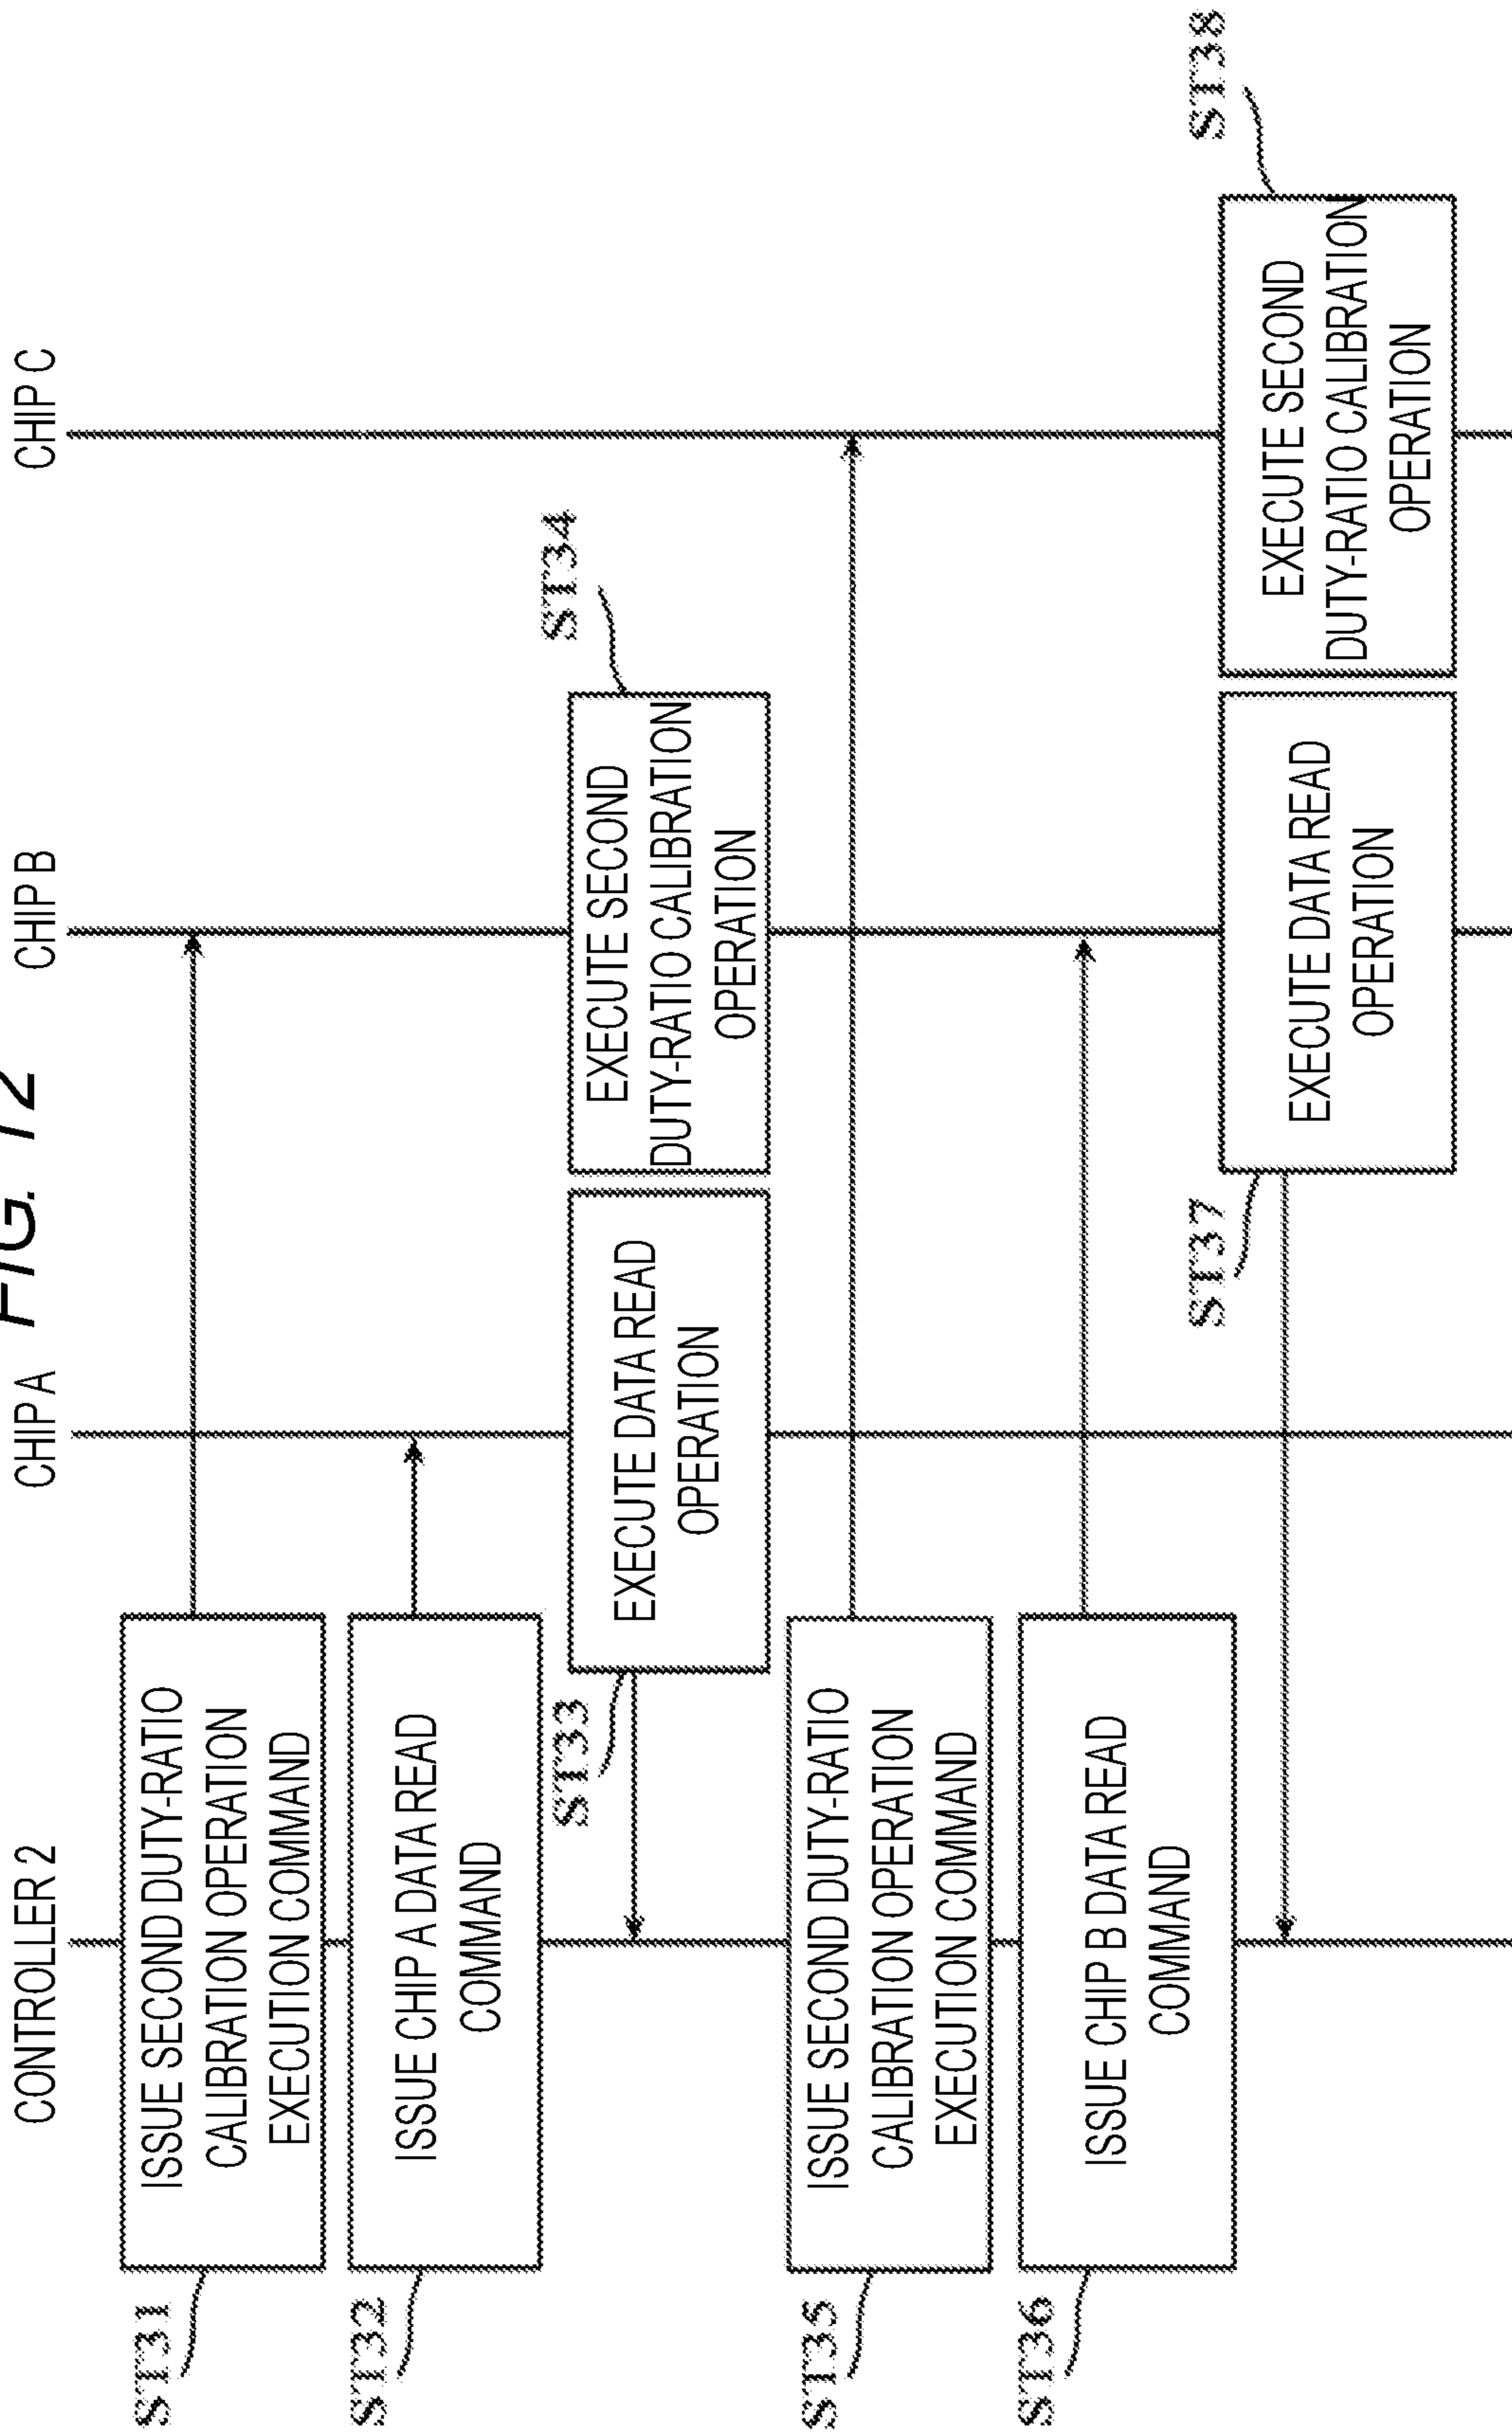 FIG. 12
CONTROLLER 2
CHIP A
CHIP B
CHIP C
ST31
ISSUE SECOND DUTY-RATIO
CALIBRATION OPERATION
EXECUTION COMMAND
ST32
ISSUE CHIP A DATA READ
COMMAND
ST33
EXECUTE DATA READ
OPERATION
ST34
EXECUTE SECOND
DUTY-RATIO CALIBRATION
OPERATION
ST35
ISSUE SECOND DUTY-RATIO
CALIBRATION OPERATION
EXECUTION COMMAND
ST36
ISSUE CHIP B DATA READ
COMMAND
ST37
EXECUTE DATA READ
OPERATION
ST38
EXECUTE SECOND
DUTY-RATIO CALIBRATION
OPERATION